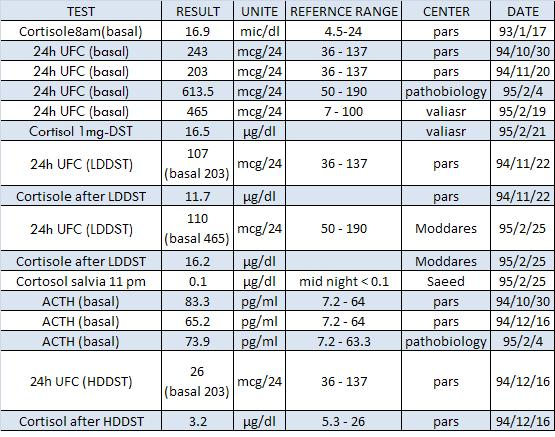 TEST RESULT UNITE REFERNCE RANGE CENTER DATE
Cortisole8am(basal) 16.9 mic/dl 4.5-24 pars 93/1/17
24h UFC (basal) 243 mcg/24 36 - 137 pars 94/10/30
24h UFC (basal) 203 mcg/24 36 - 137 pars 94/11/20
24h UFC (basal) 613.5 mcg/24 50 - 190 pathobiology 95/2/4
24h UFC (basal) 465 mcg/24 7 - 100 valiasr 95/2/19
Cortisol 1mg-DST 16.5 µg/dl valiasr 95/2/21
24h UFC (LDDST) 107 (basal 203) mcg/24 36 - 137 pars 94/11/22
Cortisole after LDDST 11.7 µg/dl pars 94/11/22
24h UFC (LDDST) 110 (basal 465) mcg/24 50 - 190 Moddares 95/2/25
Cortisole after LDDST 16.2 µg/dl Moddares 95/2/25
Cortosol salvia 11 pm 0.1 µg/dl mid night < 0.1 Saeed 95/2/25
ACTH (basal) 83.3 pg/ml 7.2 - 64 pars 94/10/30
ACTH (basal) 65.2 pg/ml 7.2 - 64 pars 94/12/16
ACTH (basal) 73.9 pg/ml 7.2 - 63.3 pathobiology 95/2/4
24h UFC (HDDST) 26 (basal 203) mcg/24 36 - 137 pars 94/12/16
Cortisol after HDDST 3.2 µg/dl 5.3 - 26 pars 94/12/16